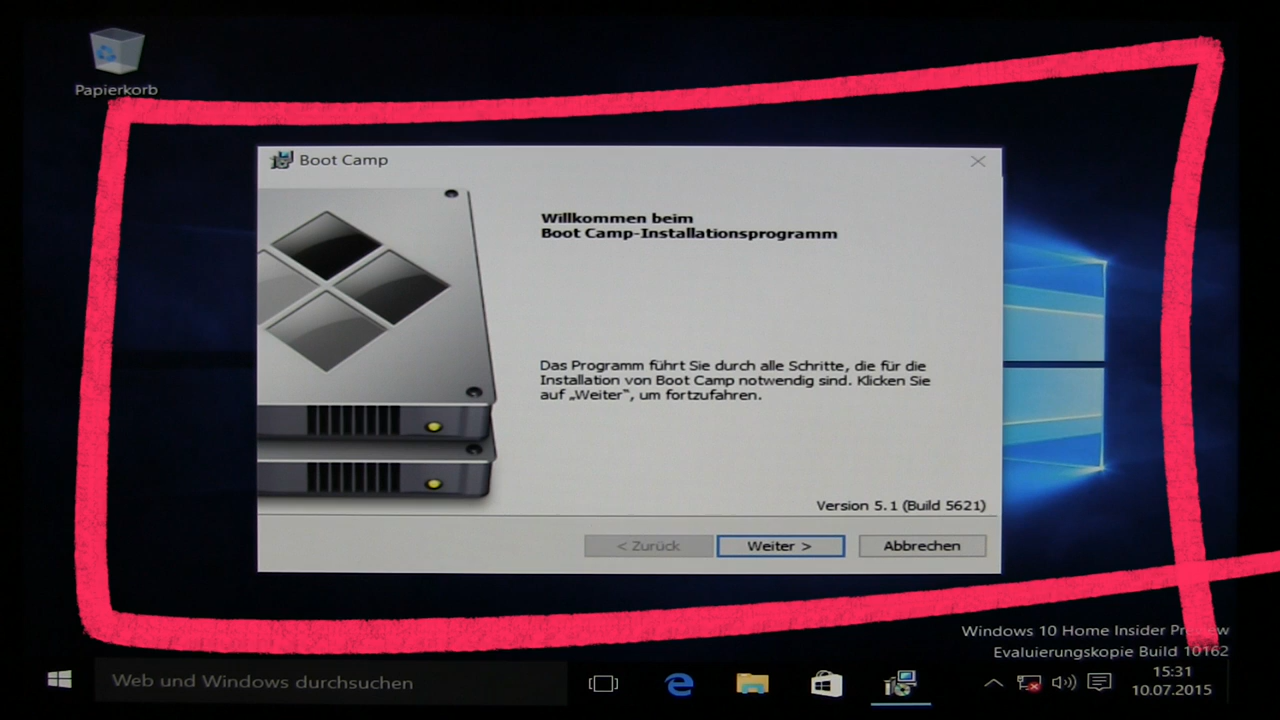 Papierkorb
Boot Camp
Willkommen beim
Boot Camp-Installationsprogramm
Das Programm führt Sie durch alle Schritte, die für die
Installation von Boot Camp notwendig sind. Klicken Sie
auf „Weiter“, um fortzufahren.
Version 5.1 (Build 5621)
< Zurück
Weiter >
Abbrechen
Windows 10 Home Insider Preview
Evaluierungskopie Build 10162
Web und Windows durchsuchen
15:31
10.07.2015